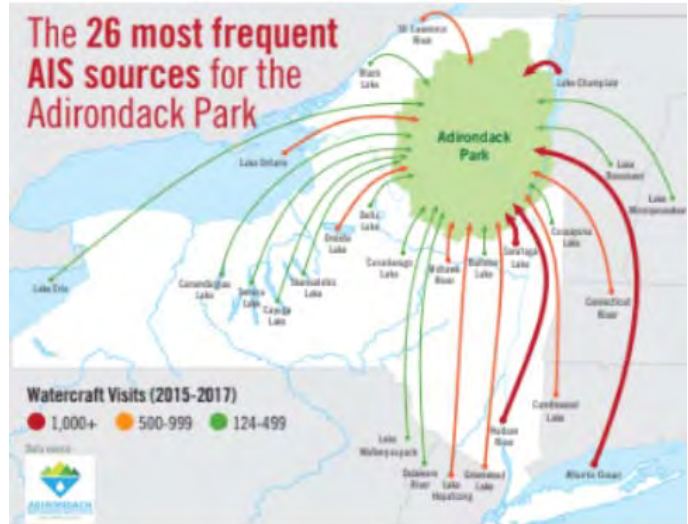 The 26 most frequent
AIS sources for the
Adirondack Park
St. Lawrence
River
Black
Lake
Lake Champlain
Adirondack
Park
Lake Ontario
Lake
Bomoseen
Lake
Winnipesaukee
Delta
Lake
Oneida
Lake
Canadarago
Lake
Mohawk
River
Ballston
Lake
Saratoga
Lake
Cossayuna
Lake
Lake Erie
Canandaigua
Lake
Seneca
Lake
Cayuga
Lake
Skaneateles
Lake
Connecticut
River
Watercraft Visits (2015-2017)
1,000+
500-999
124-499
Candlewood
Lake
Hudson
River
Lake
Wallenpaupack
Delaware
River
Lake
Hopatcong
Greenwood
Lake
Atlantic Ocean
Data source:
ADIRONDACK